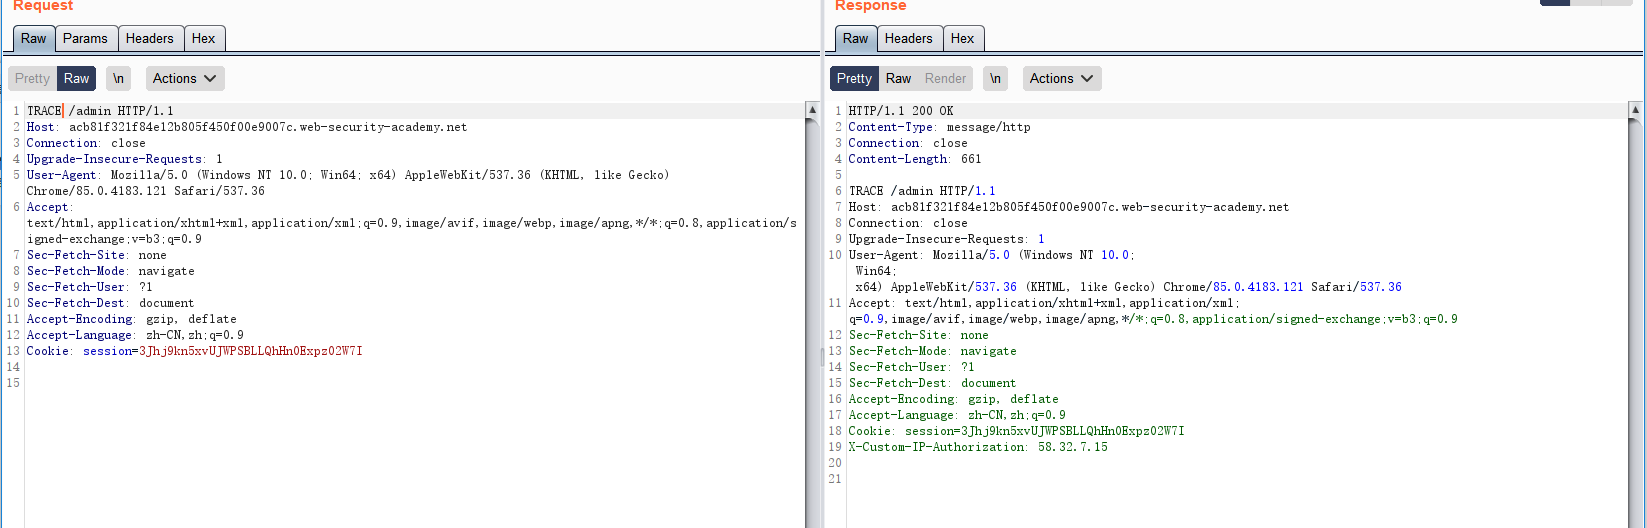 Request
Raw Params Headers Hex
Pretty Raw \n Actions
1 TRACE /admin HTTP/1.1
2 Host: acb81f321f84e12b805f450f00e9007c.web-security-academy.net
3 Connection: close
4 Upgrade-Insecure-Requests: 1
5 User-Agent: Mozilla/5.0 (Windows NT 10.0; Win64; x64) AppleWebKit/537.36 (KHTML, like Gecko)
Chrome/85.0.4183.121 Safari/537.36
6 Accept:
text/html,application/xhtml+xml,application/xml;q=0.9,image/avif,image/webp,image/apng,*/*;q=0.8,application/s
igned-exchange;v=b3;q=0.9
7 Sec-Fetch-Site: none
8 Sec-Fetch-Mode: navigate
9 Sec-Fetch-User: ?1
10 Sec-Fetch-Dest: document
11 Accept-Encoding: gzip, deflate
12 Accept-Language: zh-CN,zh;q=0.9
13 Cookie: session=3Jhj9kn5xvUJWPSBLLQhHn0Expz02W7I
14
15
Response
Raw Headers Hex
Pretty Raw Render \n Actions
1 HTTP/1.1 200 OK
2 Content-Type: message/http
3 Connection: close
4 Content-Length: 661
5
6 TRACE /admin HTTP/1.1
7 Host: acb81f321f84e12b805f450f00e9007c.web-security-academy.net
8 Connection: close
9 Upgrade-Insecure-Requests: 1
10 User-Agent: Mozilla/5.0 (Windows NT 10.0;
Win64;
x64) AppleWebKit/537.36 (KHTML, like Gecko) Chrome/85.0.4183.121 Safari/537.36
11 Accept: text/html,application/xhtml+xml,application/xml;
q=0.9,image/avif,image/webp,image/apng,*/*;q=0.8,application/signed-exchange;v=b3;q=0.9
12 Sec-Fetch-Site: none
13 Sec-Fetch-Mode: navigate
14 Sec-Fetch-User: ?1
15 Sec-Fetch-Dest: document
16 Accept-Encoding: gzip, deflate
17 Accept-Language: zh-CN,zh;q=0.9
18 Cookie: session=3Jhj9kn5xvUJWPSBLLQhHn0Expz02W7I
19 X-Custom-IP-Authorization: 58.32.7.15
20
21